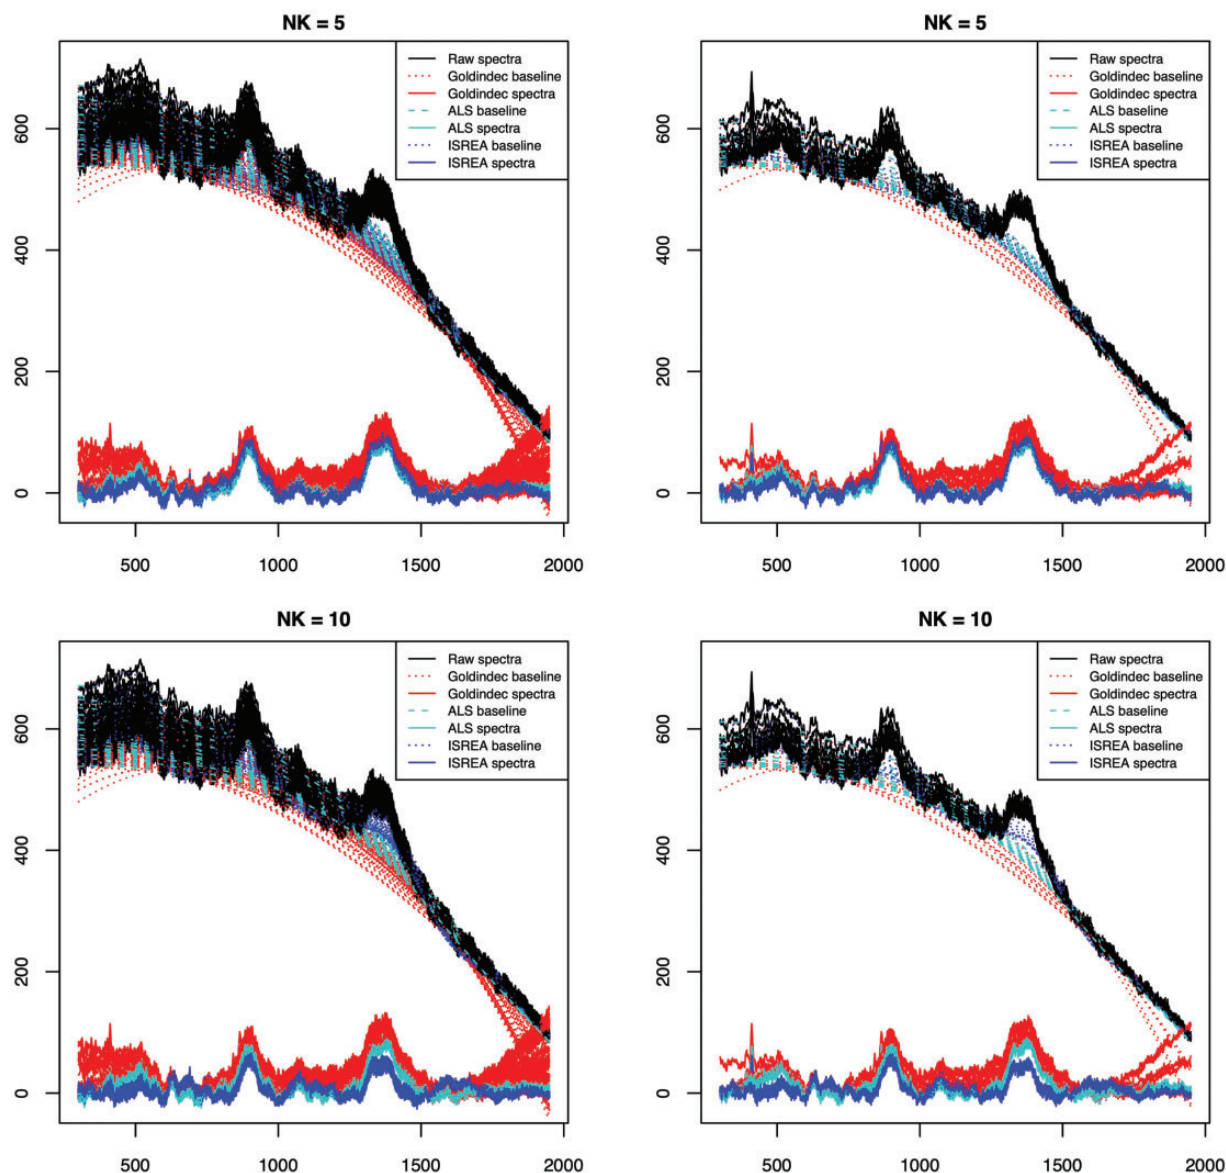 NK = 5
Raw spectra
Goldindec baseline
Goldindec spectra
ALS baseline
ALS spectra
ISREA baseline
ISREA spectra
600
400
200
0
500
1000
1500
2000
NK = 5
Raw spectra
Goldindec baseline
Goldindec spectra
ALS baseline
ALS spectra
ISREA baseline
ISREA spectra
600
400
200
0
500
1000
1500
2000
NK = 10
Raw spectra
Goldindec baseline
Goldindec spectra
ALS baseline
ALS spectra
ISREA baseline
ISREA spectra
600
400
200
0
500
1000
1500
2000
NK = 10
Raw spectra
Goldindec baseline
Goldindec spectra
ALS baseline
ALS spectra
ISREA baseline
ISREA spectra
600
400
200
0
500
1000
1500
2000